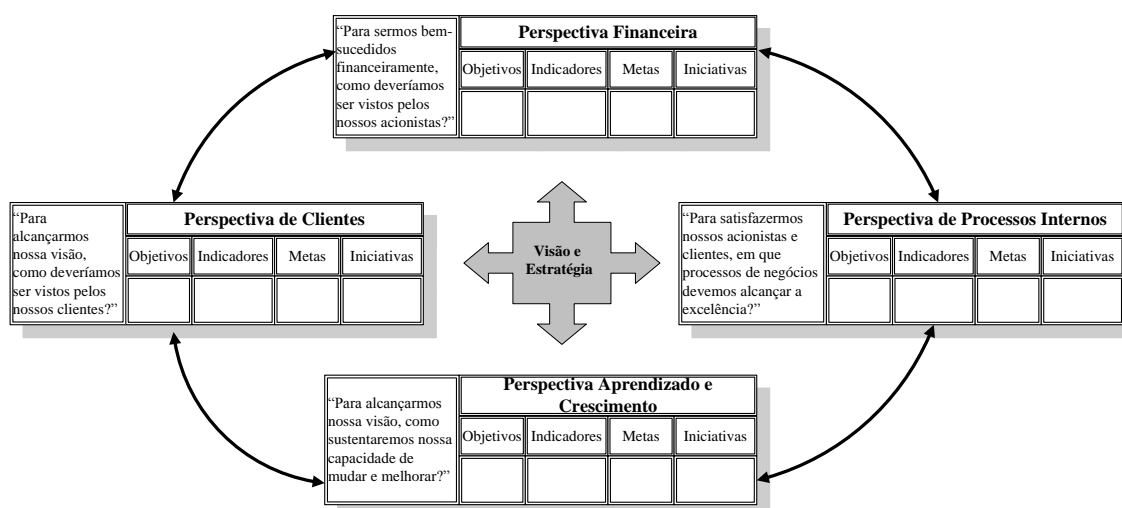 “Para sermos bem-
sucedidos
financeiramente,
como deveríamos
ser vistos pelos
nossos acionistas?”
Perspectiva Financeira
Objetivos Indicadores Metas Iniciativas
“Para
alcançarmos
nossa visão,
como deveríamos
ser vistos pelos
nossos clientes?”
Perspectiva de Clientes
Objetivos Indicadores Metas Iniciativas
Visão e
Estratégia
“Para satisfazermos
nossos acionistas e
clientes, em que
processos de negócios
devemos alcançar a
excelência?”
Perspectiva de Processos Internos
Objetivos Indicadores Metas Iniciativas
“Para alcançarmos
nossa visão, como
sustentaremos nossa
capacidade de
mudar e melhorar?”
Perspectiva Aprendizado e
Crescimento
Objetivos Indicadores Metas Iniciativas